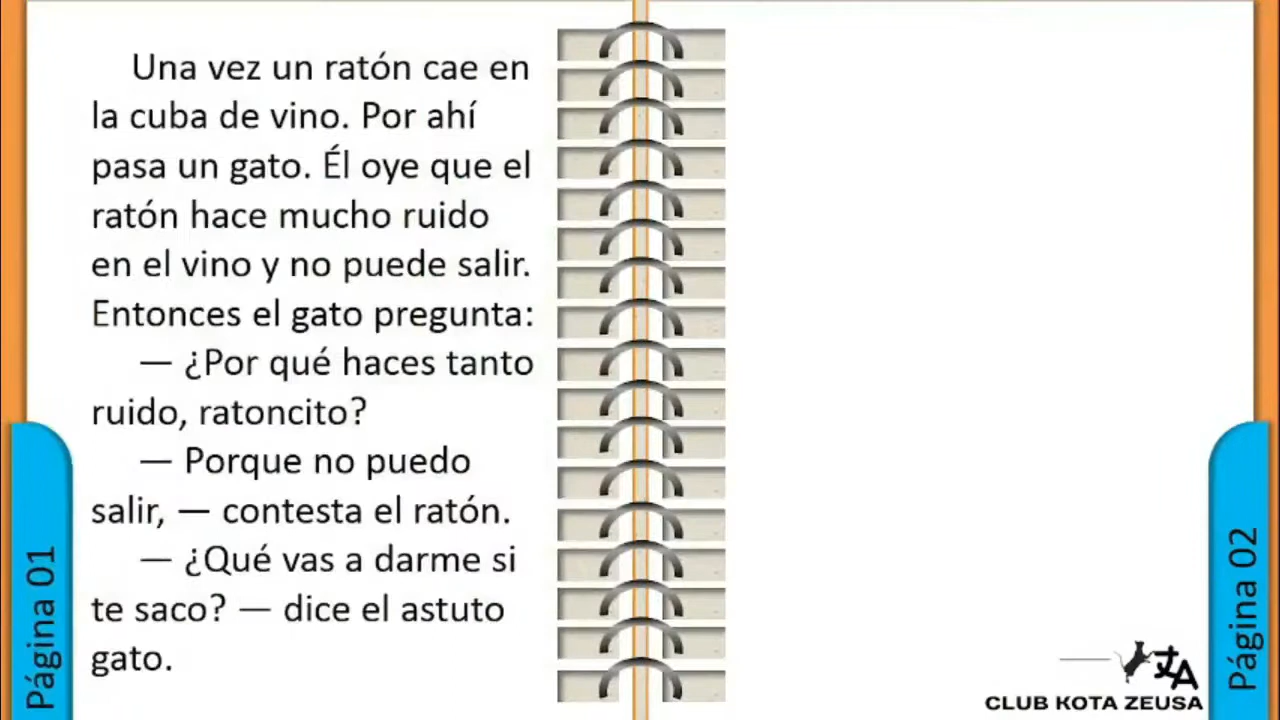 Una vez un ratón cae en
la cuba de vino. Por ahí
pasa un gato. Él oye que el
ratón hace mucho ruido
en el vino y no puede salir.
Entonces el gato pregunta:
— ¿Por qué haces tanto
ruido, ratoncito?
— Porque no puedo
salir, — contesta el ratón.
— ¿Qué vas a darme si
te saco? — dice el astuto
gato.
Página 01
Página 02
CLUB KOTA ZEUSA